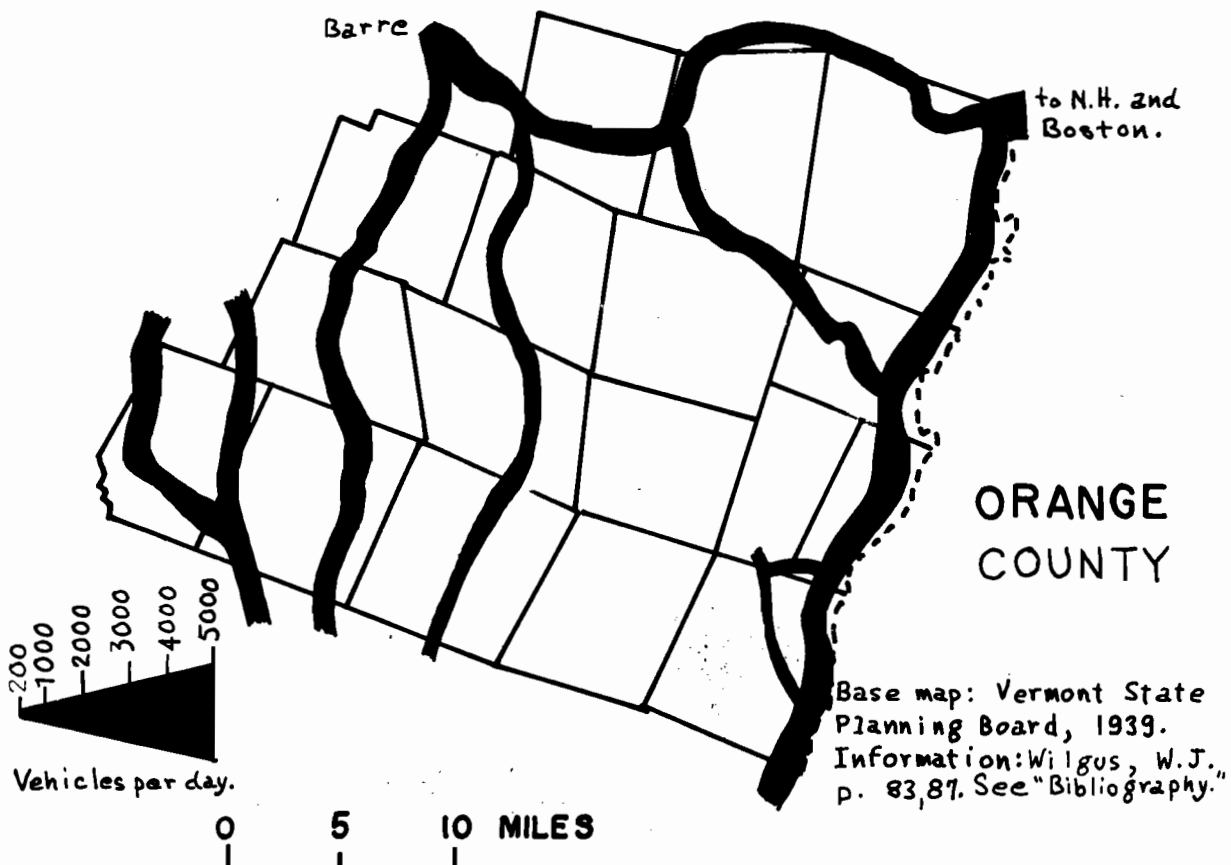 Barre
to N.H. and
Boston.
ORANGE
COUNTY
200
1000
2000
3000
4000
5000
Vehicles per day.
Base map: Vermont State
Planning Board, 1939.
Information: Wilgus, W.J.,
p. 83,87. See "Bibliography."
0 5 10 MILES